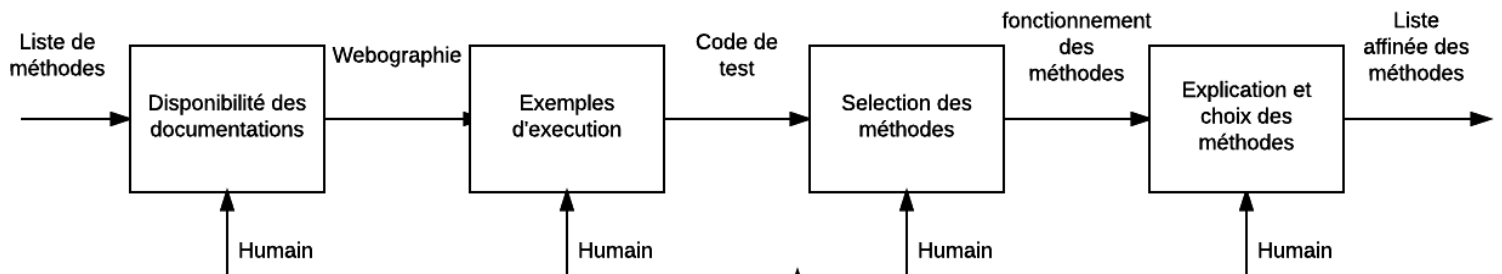 Liste de
méthodes
Disponibilité des
documentations
Webographie
Exemples
d'execution
Code de
test
Selection des
méthodes
fonctionnement
des
méthodes
Explication et
choix des
méthodes
Liste
affinée des
méthodes
Humain
Humain
Humain
Humain